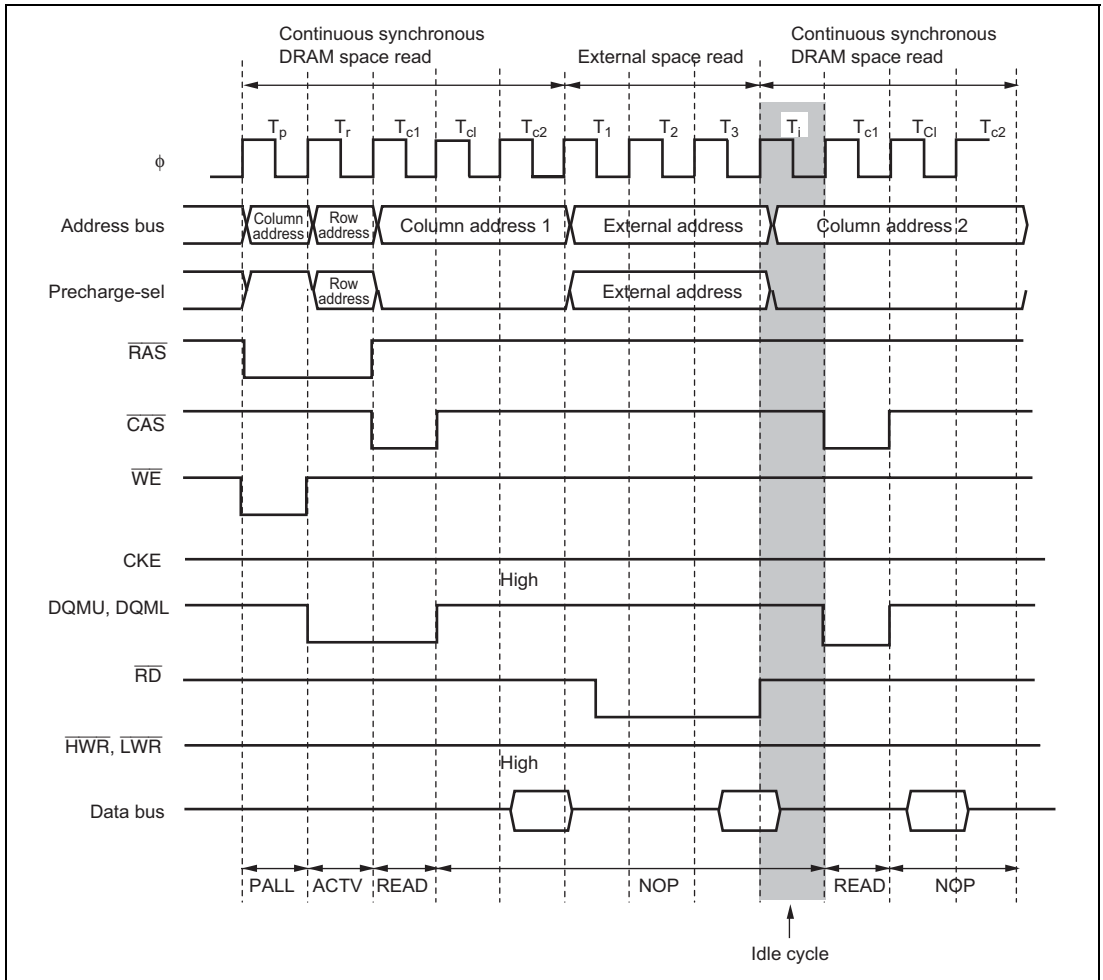 Continuous synchronous
DRAM space read
External space read
Continuous synchronous
DRAM space read
Tp
Tr
Tc1
Tcl
Tc2
T1
T2
T3
Ti
Tc1
TCl
Tc2
ϕ
Address bus
Column
address
Row
address
Column address 1
External address
Column address 2
Precharge-sel
Row
address
External address
RAS
CAS
WE
CKE
High
DQMU, DQML
RD
HWR, LWR
High
Data bus
PALL
ACTV
READ
NOP
READ
NOP
Idle cycle